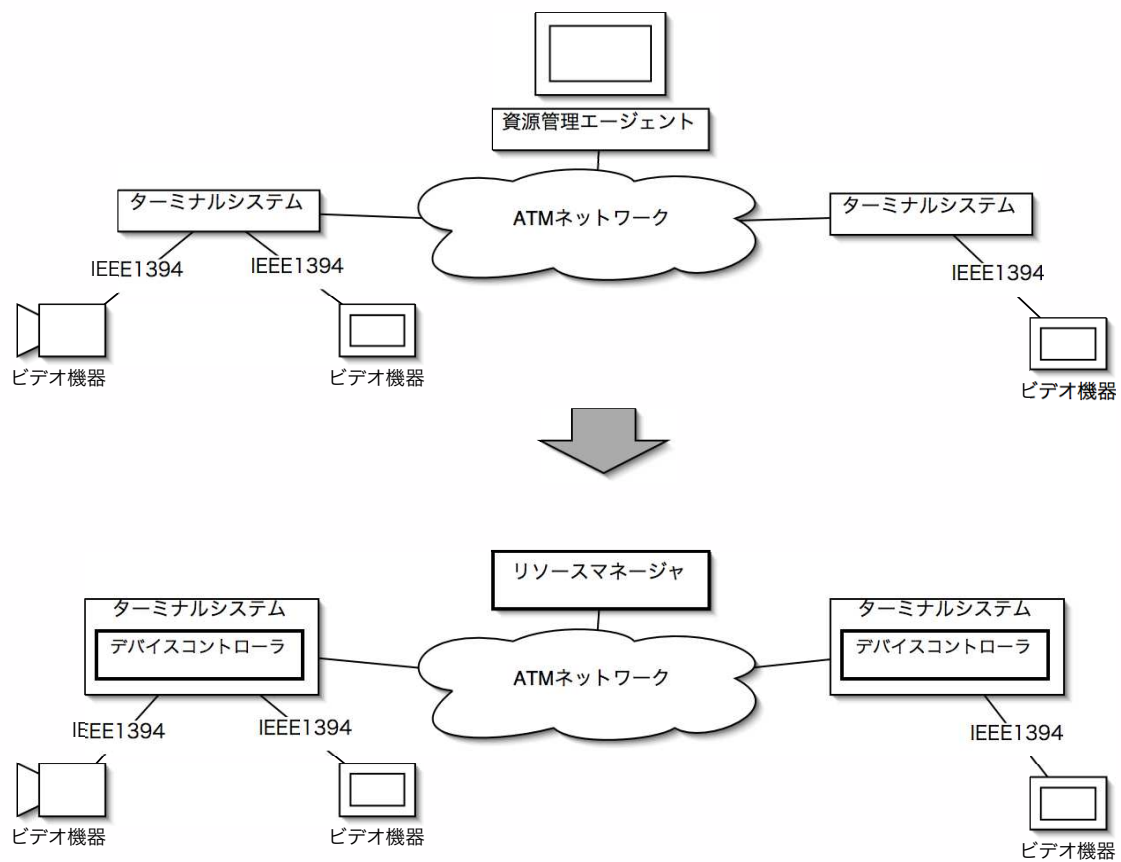 資源管理エージェント
ターミナルシステム
ATMネットワーク
ターミナルシステム
IEEE1394
IEEE1394
IEEE1394
ビデオ機器
ビデオ機器
ビデオ機器
リソースマネージャ
ターミナルシステム
デバイスコントローラ
ATMネットワーク
ターミナルシステム
デバイスコントローラ
IEEE1394
IEEE1394
IEEE1394
ビデオ機器
ビデオ機器
ビデオ機器